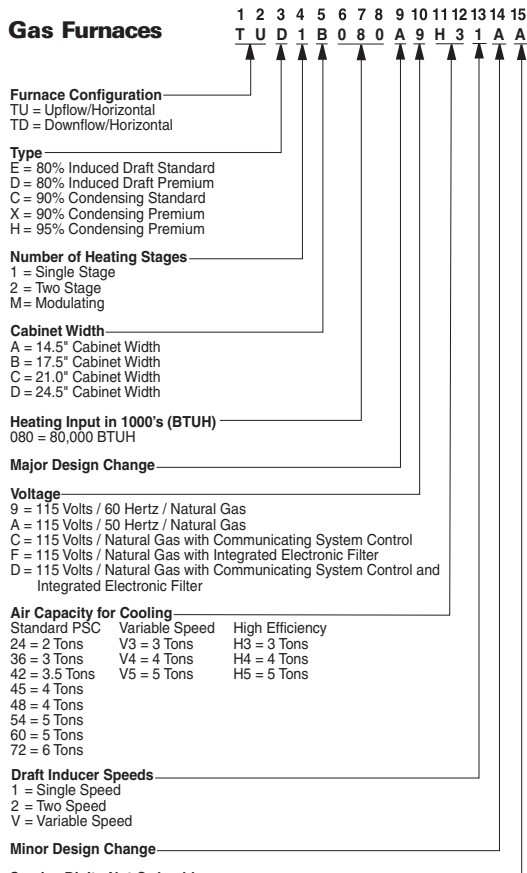 Gas Furnaces
1 2 3 4 5 6 7 8 9 10 11 12 13 14 15
T U D 1 B 0 8 0 A 9 H 3 1 A A
Furnace Configuration
TU = Upflow/Horizontal
TD = Downflow/Horizontal
Type
E = 80% Induced Draft Standard
D = 80% Induced Draft Premium
C = 90% Condensing Standard
X = 90% Condensing Premium
H = 95% Condensing Premium
Number of Heating Stages
1 = Single Stage
2 = Two Stage
M= Modulating
Cabinet Width
A = 14.5" Cabinet Width
B = 17.5" Cabinet Width
C = 21.0" Cabinet Width
D = 24.5" Cabinet Width
Heating Input in 1000's (BTUH)
080 = 80,000 BTUH
Major Design Change
Voltage
9 = 115 Volts / 60 Hertz / Natural Gas
A = 115 Volts / 50 Hertz / Natural Gas
C = 115 Volts / Natural Gas with Communicating System Control
F = 115 Volts / Natural Gas with Integrated Electronic Filter
D = 115 Volts / Natural Gas with Communicating System Control and
Integrated Electronic Filter
Air Capacity for Cooling
Standard PSC Variable Speed High Efficiency
24 = 2 Tons V3 = 3 Tons H3 = 3 Tons
36 = 3 Tons V4 = 4 Tons H4 = 4 Tons
42 = 3.5 Tons V5 = 5 Tons H5 = 5 Tons
45 = 4 Tons
48 = 4 Tons
54 = 5 Tons
60 = 5 Tons
72 = 6 Tons
Draft Inducer Speeds
1 = Single Speed
2 = Two Speed
V = Variable Speed
Minor Design Change